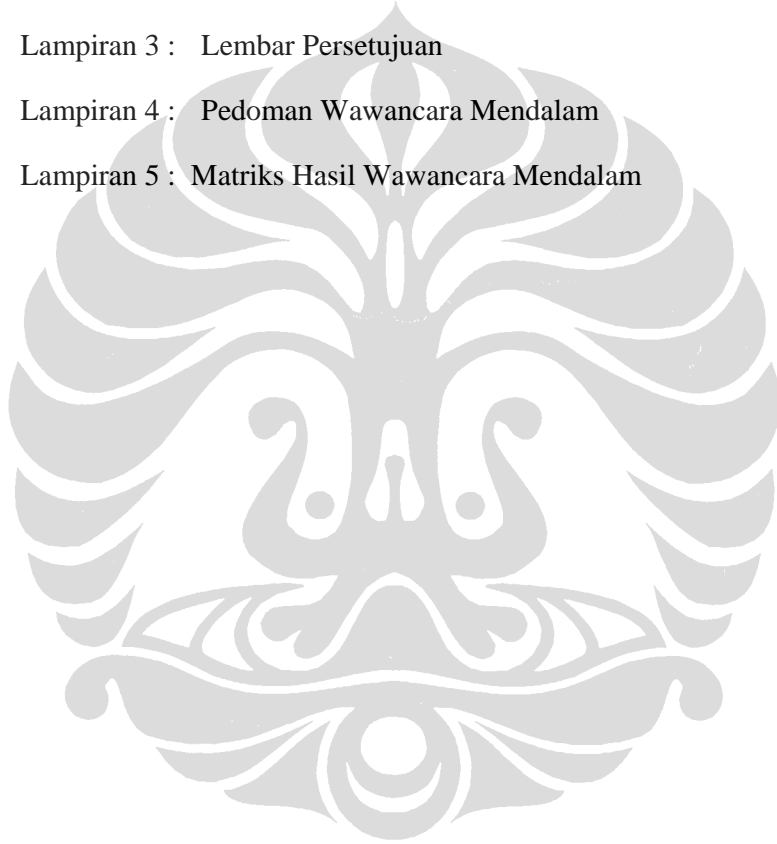 Lampiran 3 : Lembar Persetujuan
Lampiran 4 : Pedoman Wawancara Mendalam
Lampiran 5 : Matriks Hasil Wawancara Mendalam